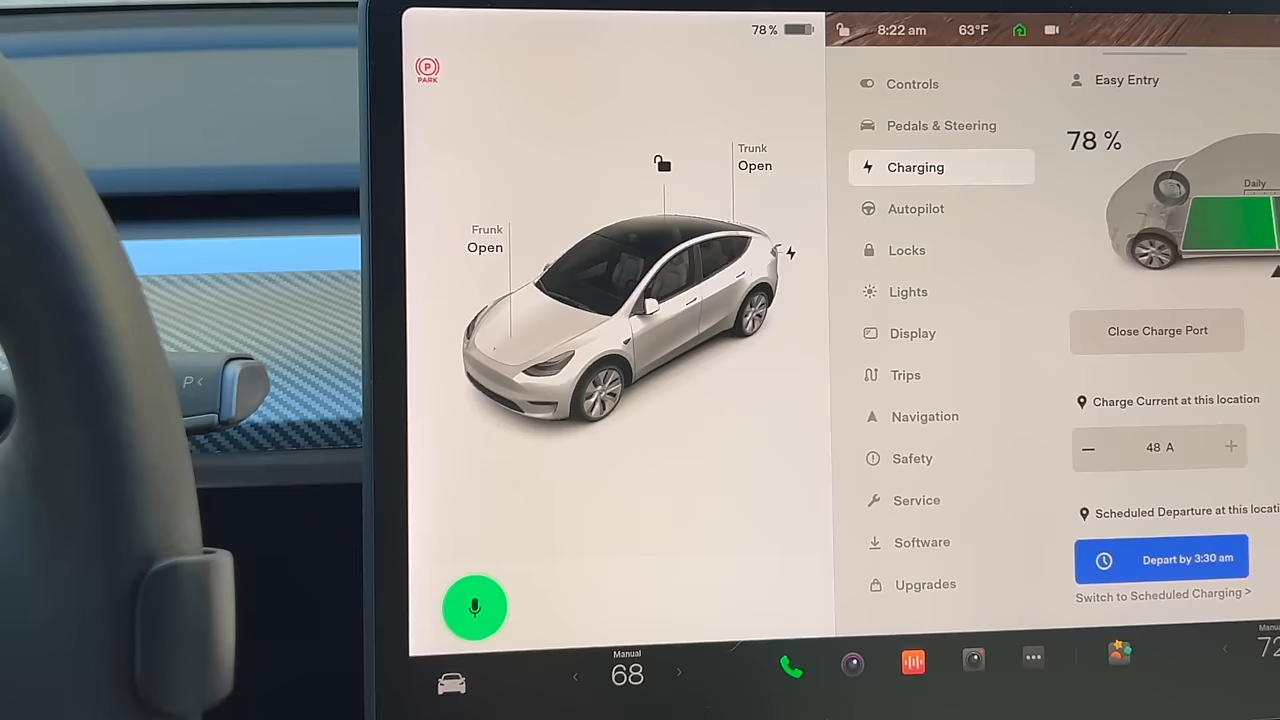 P<
78 %
P
PARK
Trunk
Open
Frunk
Open
Manual
68
8:22 am
63°F
Controls
Pedals & Steering
Charging
Autopilot
Locks
Lights
Display
Trips
Navigation
Safety
Service
Software
Upgrades
Easy Entry
78 %
Daily
Close Charge Port
Charge Current at this location
— 48 A +
Scheduled Departure at this locati
Depart by 3:30 am
Switch to Scheduled Charging >
Manu
72